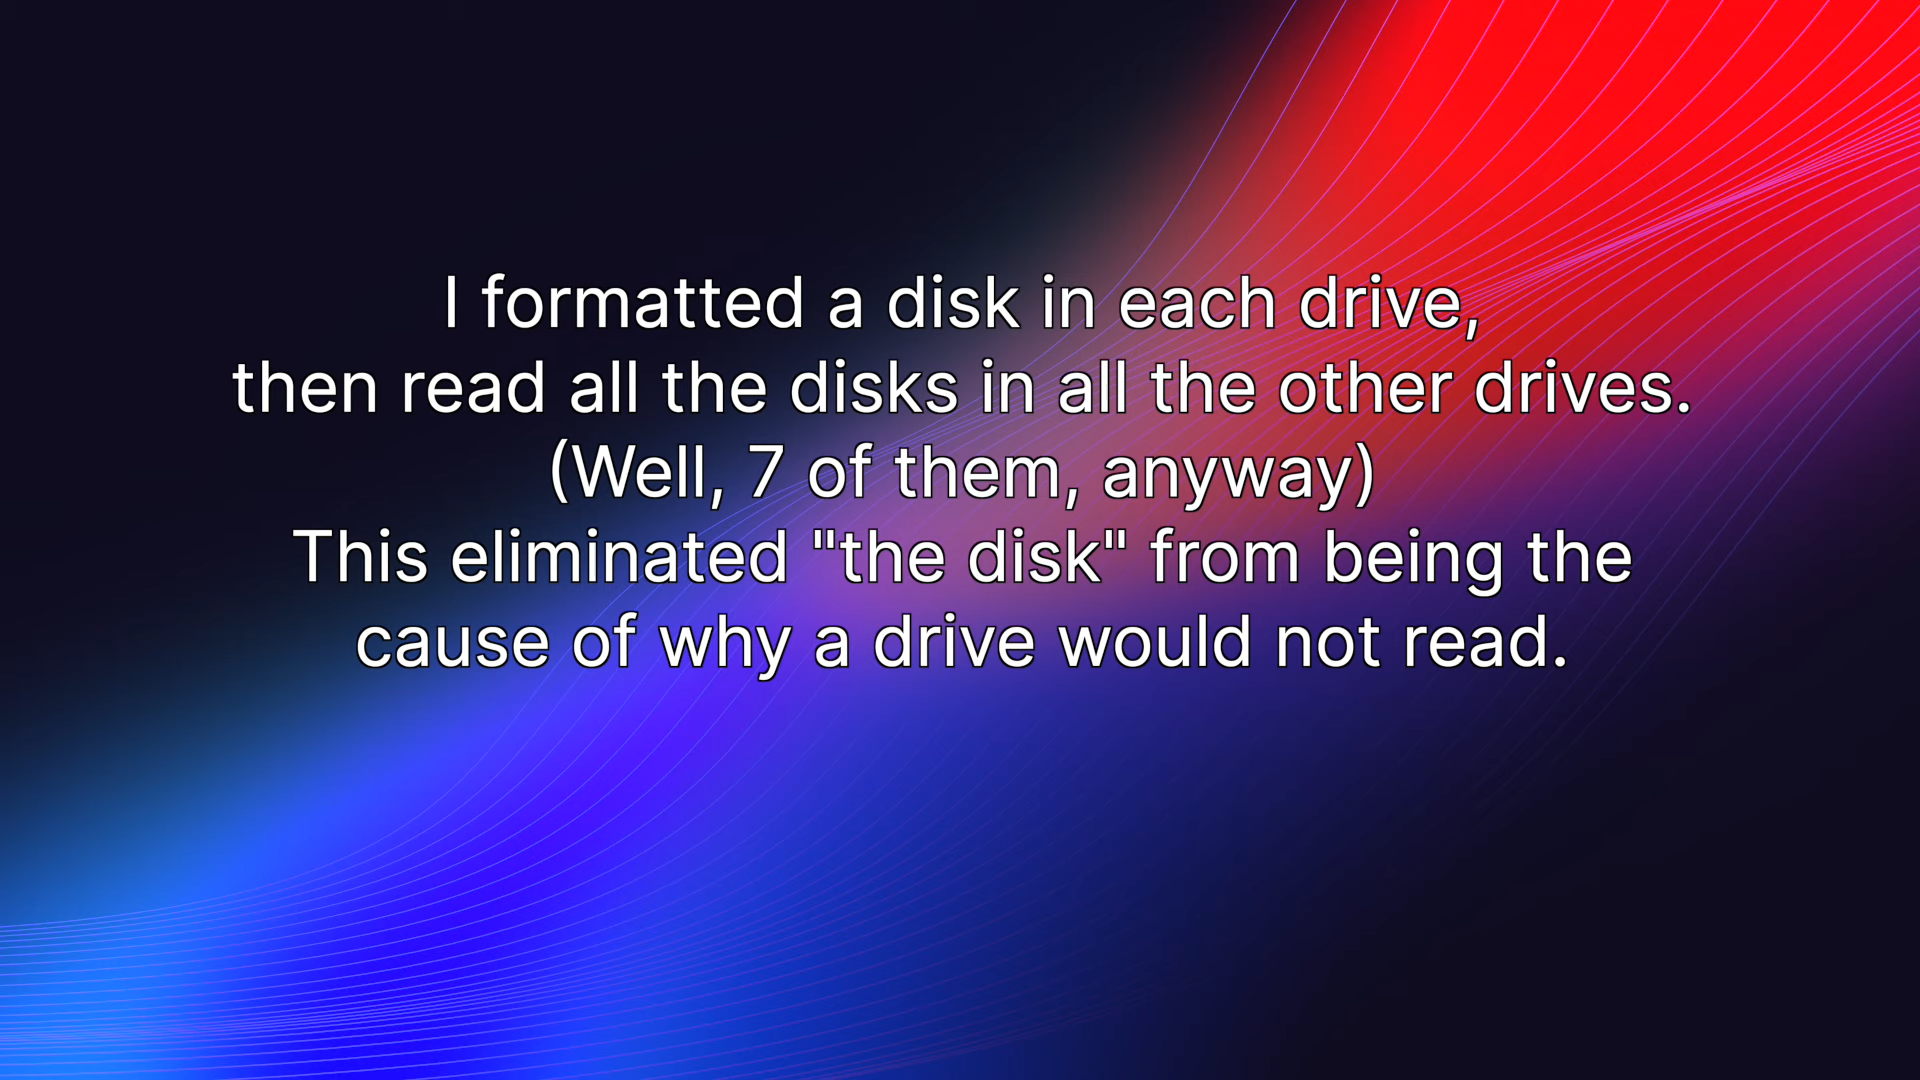 I formatted a disk in each drive,
then read all the disks in all the other drives.
(Well, 7 of them, anyway)
This eliminated "the disk" from being the
cause of why a drive would not read.